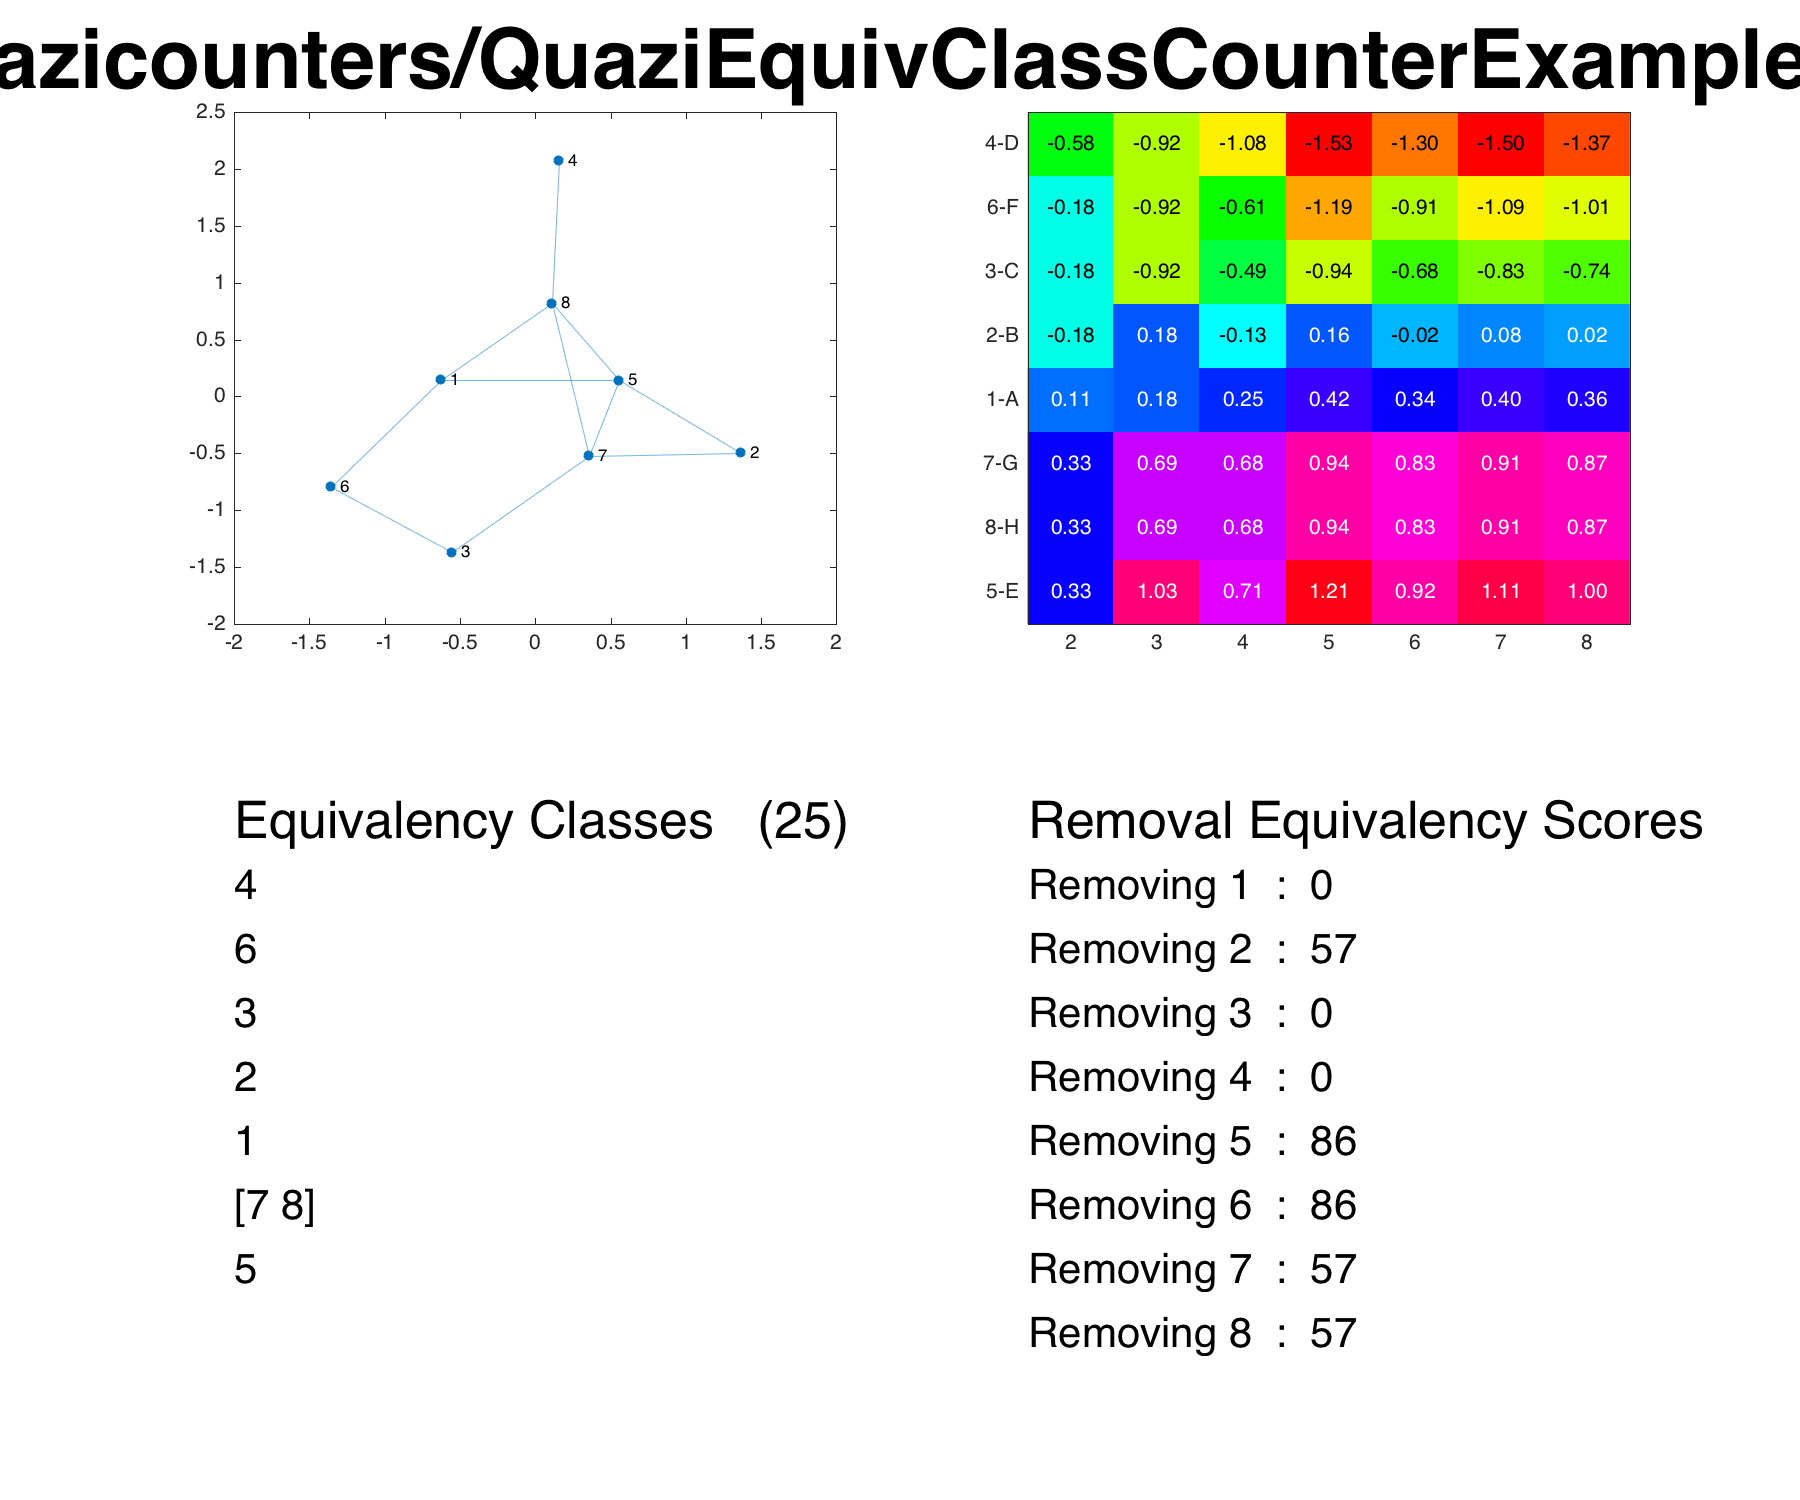 azicounters/QuaziEquivClassCounterExample
2.5
2
1.5
1
0.5
0
-0.5
-1
-1.5
-2
-2 -1.5 -1 -0.5 0 0.5 1 1.5 2
4
8
1
5
7
2
6
3
4-D -0.58 -0.92 -1.08 -1.53 -1.30 -1.50 -1.37
6-F -0.18 -0.92 -0.61 -1.19 -0.91 -1.09 -1.01
3-C -0.18 -0.92 -0.49 -0.94 -0.68 -0.83 -0.74
2-B -0.18 0.18 -0.13 0.16 -0.02 0.08 0.02
1-A 0.11 0.18 0.25 0.42 0.34 0.40 0.36
7-G 0.33 0.69 0.68 0.94 0.83 0.91 0.87
8-H 0.33 0.69 0.68 0.94 0.83 0.91 0.87
5-E 0.33 1.03 0.71 1.21 0.92 1.11 1.00
2 3 4 5 6 7 8
Equivalency Classes (25)
4
6
3
2
1
[7 8]
5
Removal Equivalency Scores
Removing 1 : 0
Removing 2 : 57
Removing 3 : 0
Removing 4 : 0
Removing 5 : 86
Removing 6 : 86
Removing 7 : 57
Removing 8 : 57